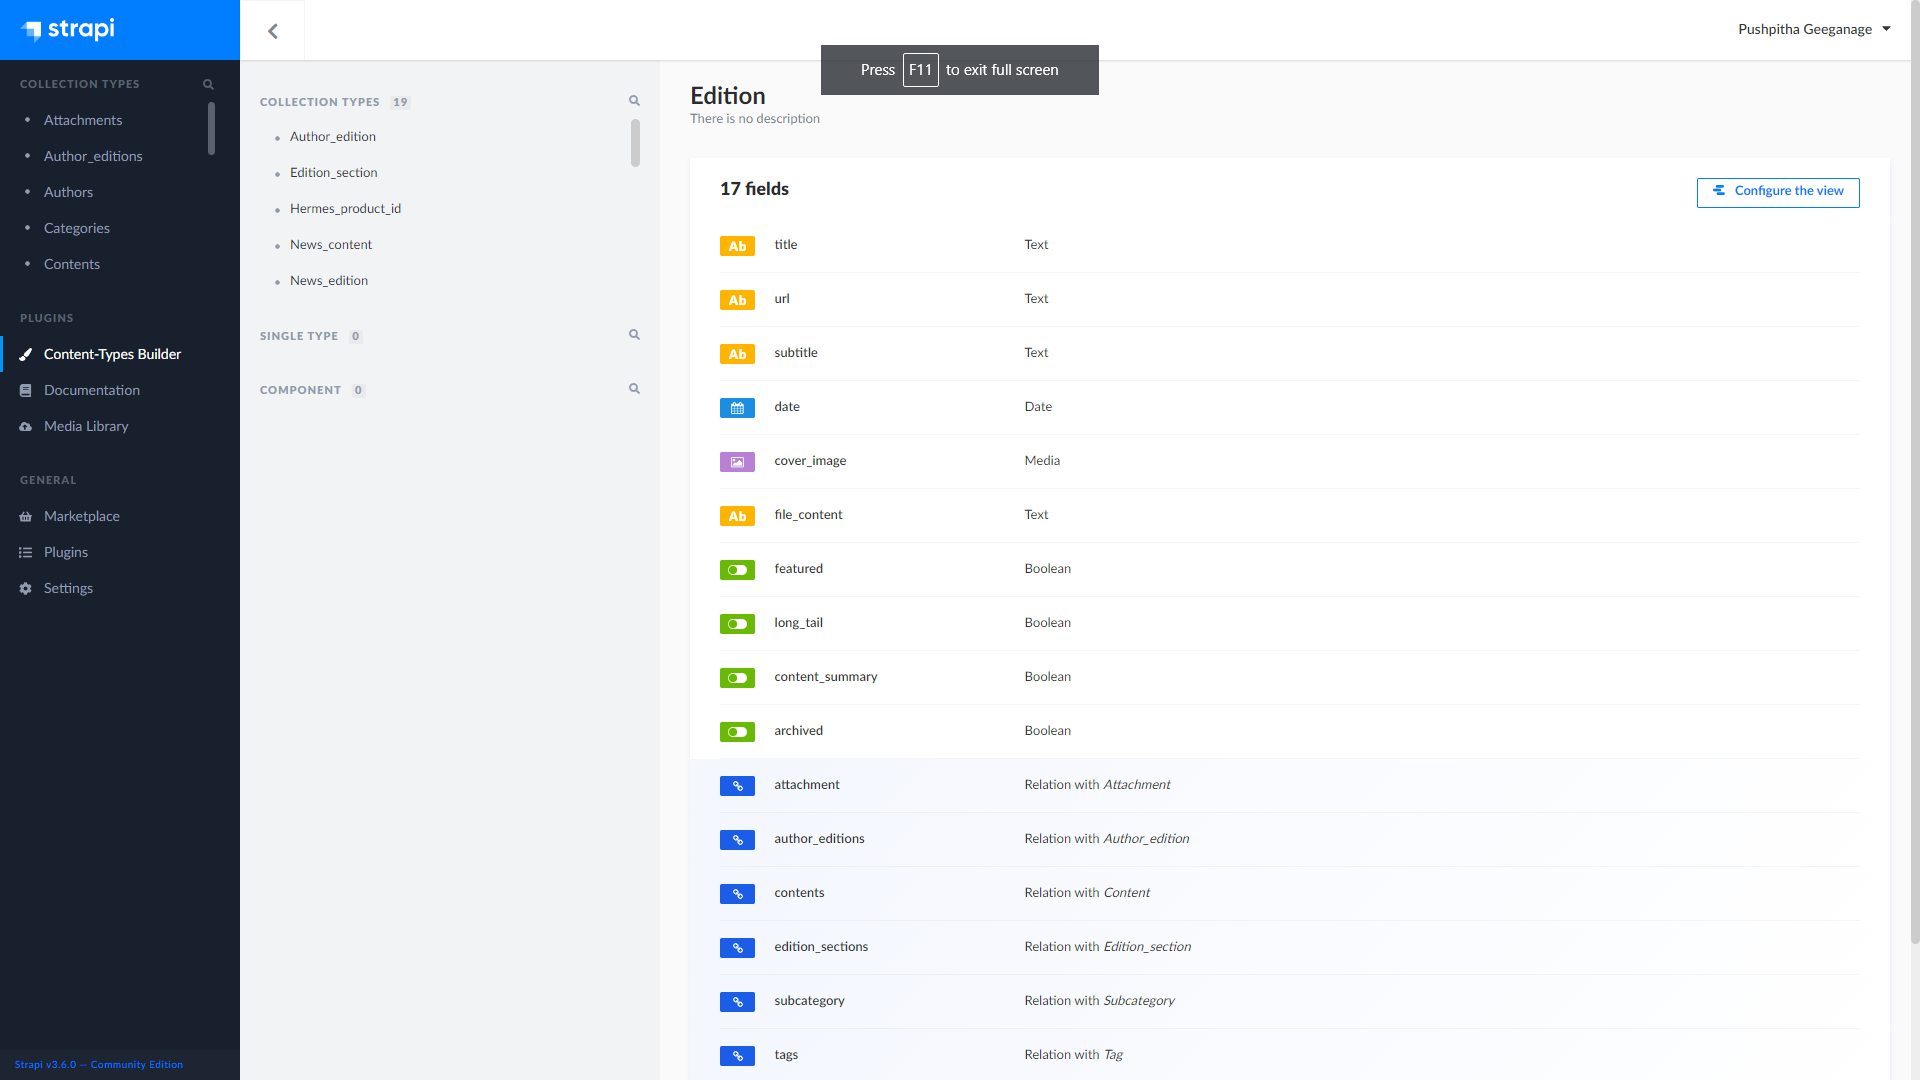 strapi
COLLECTION TYPES
Attachments
Author_editions
Authors
Categories
Contents
PLUGINS
Content-Types Builder
Documentation
Media Library
GENERAL
Marketplace
Plugins
Settings
Strapi v3.6.0 — Community Edition
COLLECTION TYPES 19
Author_edition
Edition_section
Hermes_product_id
News_content
News_edition
SINGLE TYPE 0
COMPONENT 0
Pushpitha Geeganage
Press F11 to exit full screen
Edition
There is no description
17 fields
Configure the view
Ab title Text
Ab url Text
Ab subtitle Text
date Date
cover_image Media
Ab file_content Text
featured Boolean
long_tail Boolean
content_summary Boolean
archived Boolean
attachment Relation with Attachment
author_editions Relation with Author_edition
contents Relation with Content
edition_sections Relation with Edition_section
subcategory Relation with Subcategory
tags Relation with Tag